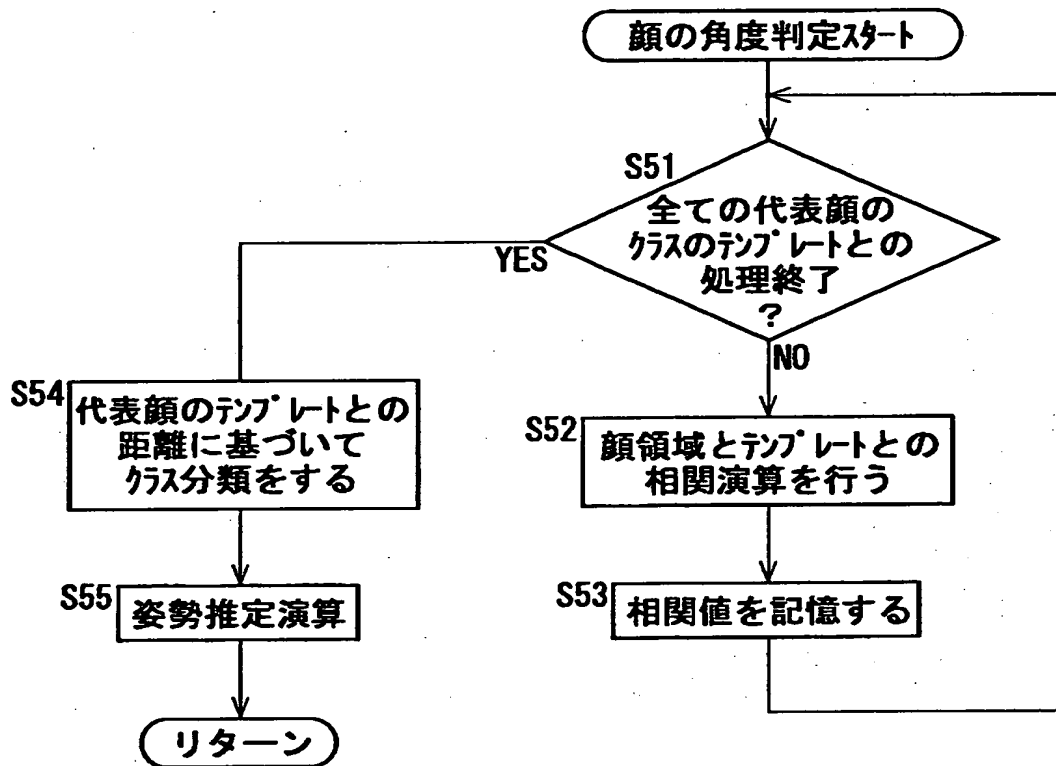 顔の角度判定ｽﾀｰﾄ
S51
全ての代表顔の
ｸﾗｽのﾃﾝﾌﾟﾚｰﾄとの
処理終了
?
YES
NO
S54
代表顔のﾃﾝﾌﾟﾚｰﾄとの
距離に基づいて
ｸﾗｽ分類をする
S52
顔領域とﾃﾝﾌﾟﾚｰﾄとの
相関演算を行う
S55
姿勢推定演算
S53
相関値を記憶する
リターン